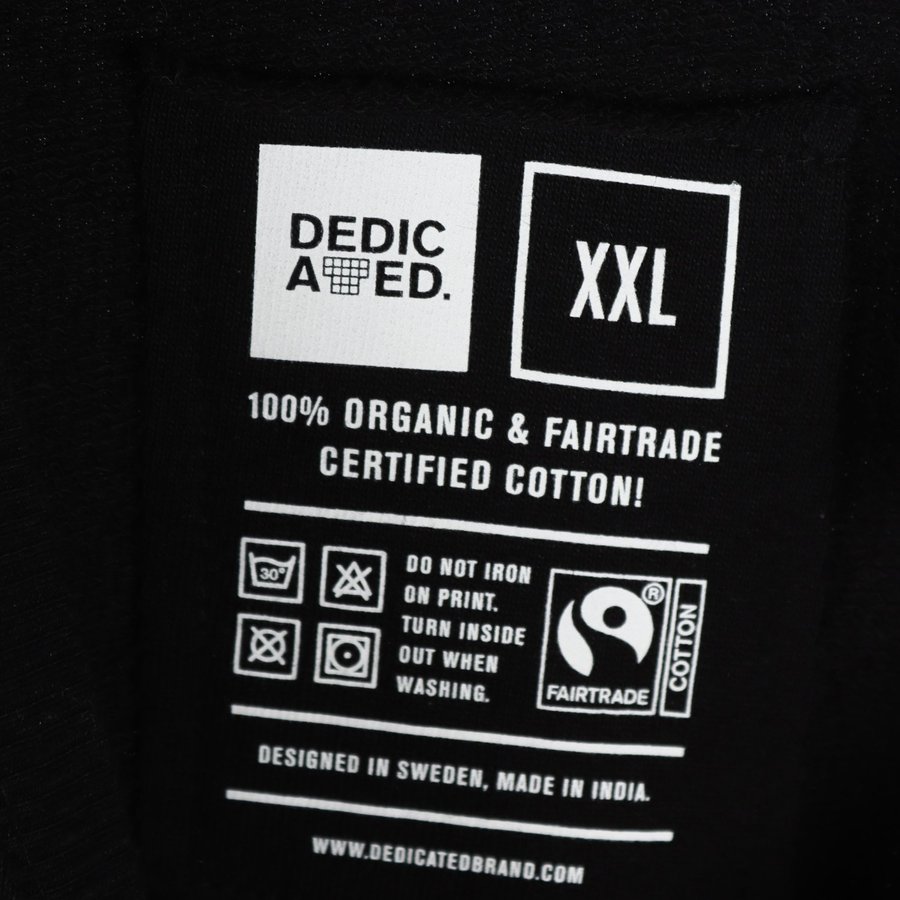 DEDIC
ATED.
XXL
100% ORGANIC & FAIRTRADE
CERTIFIED COTTON!
30°
DO NOT IRON
ON PRINT.
TURN INSIDE
OUT WHEN
WASHING.
®
FAIRTRADE
COTTON
DESIGNED IN SWEDEN, MADE IN INDIA.
WWW.DEDICATEDBRAND.COM